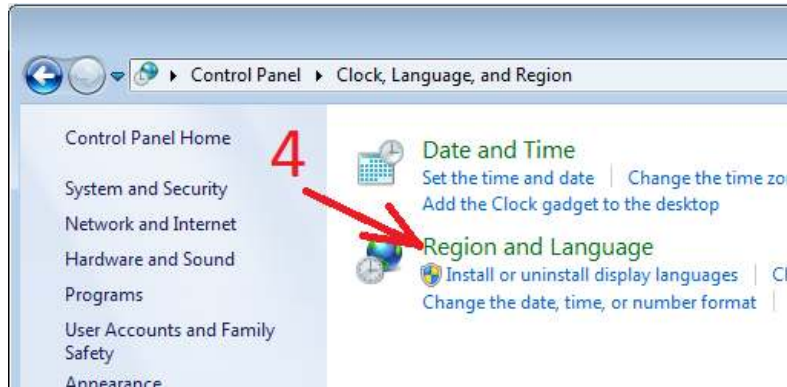 Control Panel ▸ Clock, Language, and Region
Control Panel Home
System and Security
Network and Internet
Hardware and Sound
Programs
User Accounts and Family
Safety
Appearance
4
Date and Time
Set the time and date | Change the time zo
Add the Clock gadget to the desktop
Region and Language
Install or uninstall display languages |
Change the date, time, or number format |